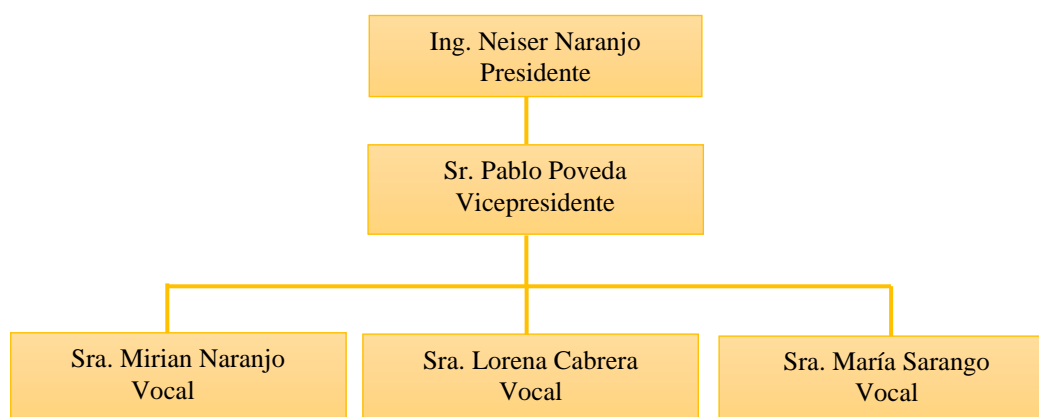 Ing. Neiser Naranjo
Presidente
Sr. Pablo Poveda
Vicepresidente
Sra. Mirian Naranjo
Vocal
Sra. Lorena Cabrera
Vocal
Sra. María Sarango
Vocal